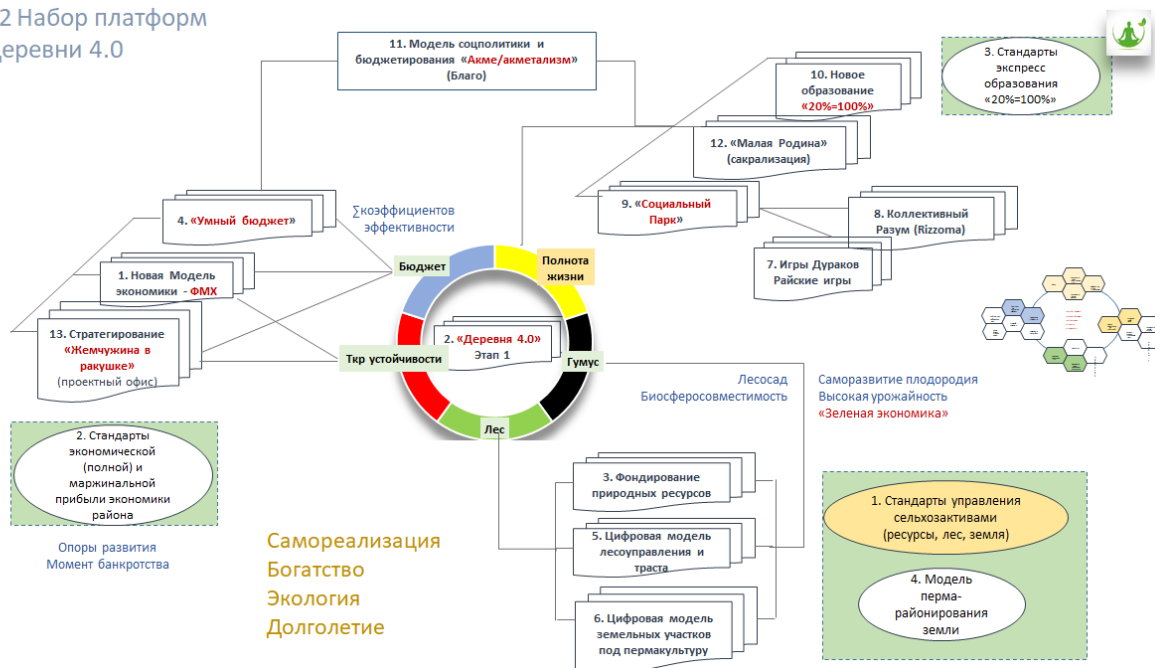 2 Набор платформ
деревни 4.0
11. Модель соцполитики и
бюджетирования «Акме/акметализм»
(Благо)
10. Новое
образование
«20%=100%»
3. Стандарты
экспресс
образования
«20%=100%»
12. «Малая Родина»
(сакрализация)
4. «Умный бюджет»
∑коэффициентов
эффективности
9. «Социальный
Парк»
8. Коллективный
Разум (Rizzoma)
7. Игры Дураков
Райские игры
Бюджет
Полнота
жизни
1. Новая Модель
экономики - ФМХ
13. Стратегирование
«Жемчужина в
ракушке»
(проектный офис)
Ткр устойчивости
2. «Деревня 4.0»
Этап 1
Гумус
Лес
Лесосад
Биосферосовместимость
Саморазвитие плодородия
Высокая урожайность
«Зеленая экономика»
2. Стандарты
экономической
(полной) и
маржинальной
прибыли экономики
района
Опоры развития
Момент банкротства
Самореализация
Богатство
Экология
Долголетие
3. Фондирование
природных ресурсов
5. Цифровая модель
лесоуправления и
траста
6. Цифровая модель
земельных участков
под пермакультуру
1. Стандарты управления
сельхозактивами
(ресурсы, лес, земля)
4. Модель
перма-
районирования
земли